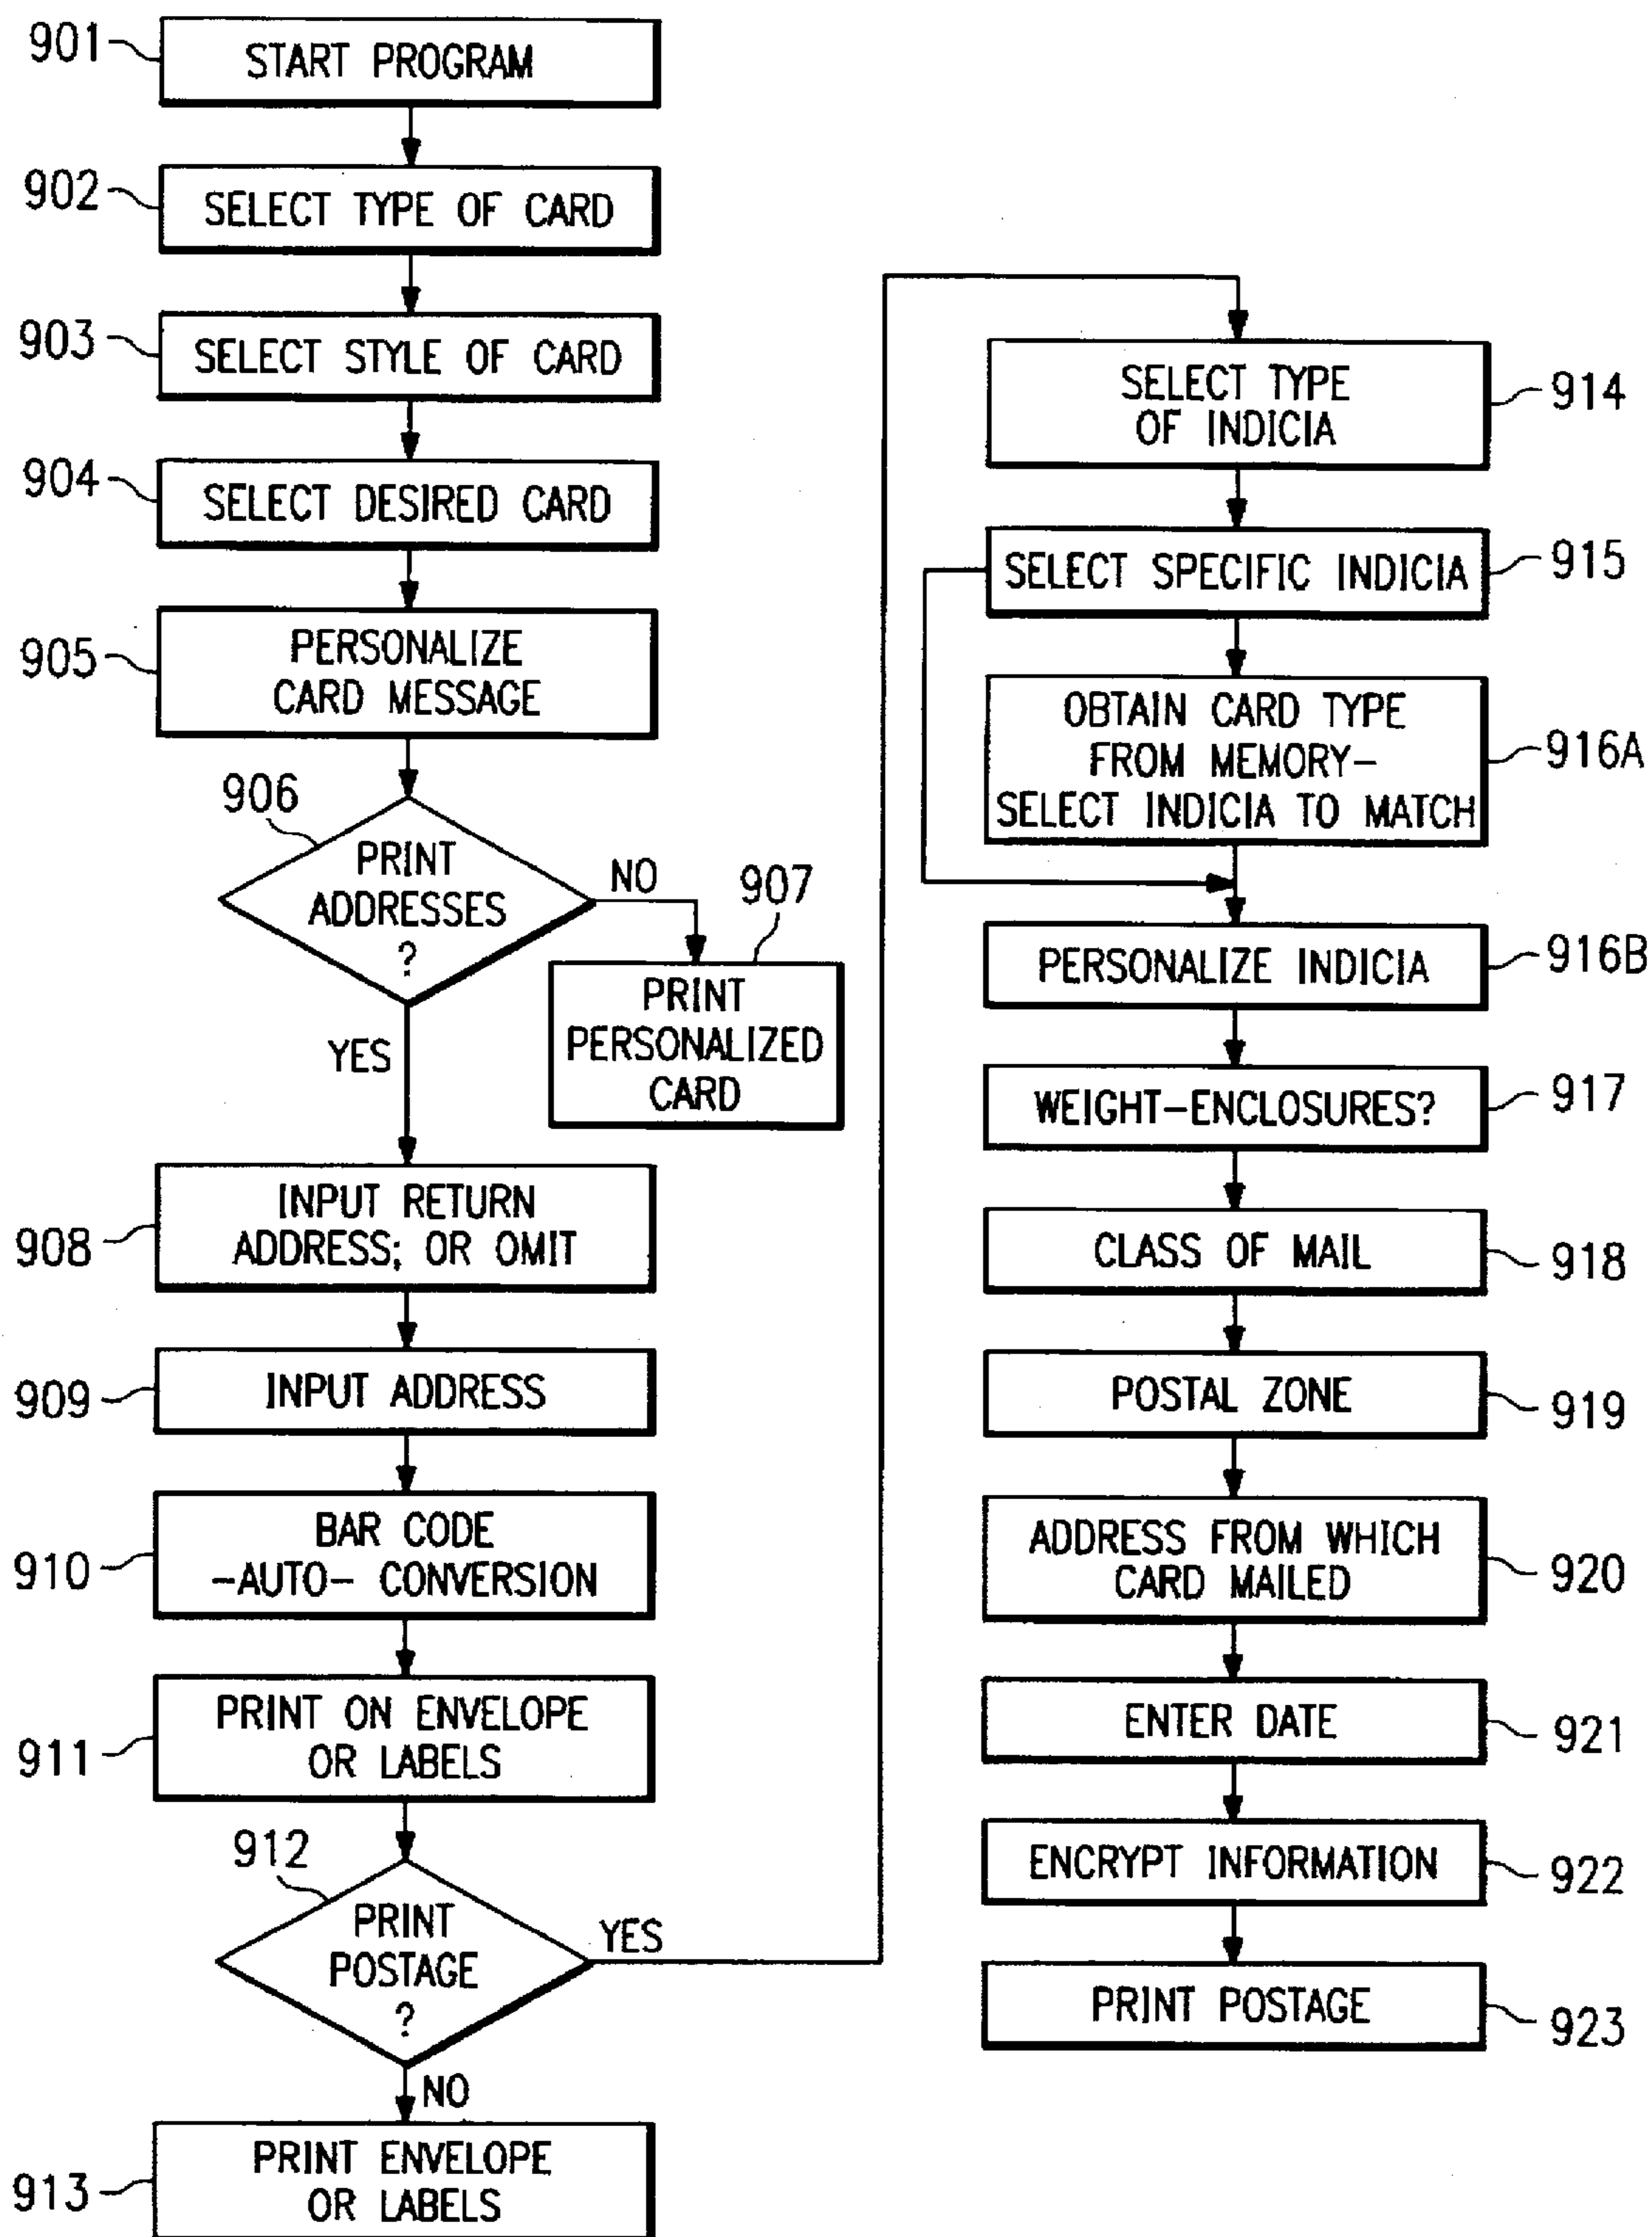 901
START PROGRAM
902
SELECT TYPE OF CARD
903
SELECT STYLE OF CARD
904
SELECT DESIRED CARD
905
PERSONALIZE
CARD MESSAGE
906
PRINT
ADDRESSES
?
NO
907
PRINT
PERSONALIZED
CARD
YES
908
INPUT RETURN
ADDRESS; OR OMIT
909
INPUT ADDRESS
910
BAR CODE
-AUTO- CONVERSION
911
PRINT ON ENVELOPE
OR LABELS
912
PRINT
POSTAGE
?
YES
NO
913
PRINT ENVELOPE
OR LABELS
SELECT TYPE
OF INDICIA
914
SELECT SPECIFIC INDICIA
915
OBTAIN CARD TYPE
FROM MEMORY-
SELECT INDICIA TO MATCH
916A
PERSONALIZE INDICIA
916B
WEIGHT-ENCLOSURES?
917
CLASS OF MAIL
918
POSTAL ZONE
919
ADDRESS FROM WHICH
CARD MAILED
920
ENTER DATE
921
ENCRYPT INFORMATION
922
PRINT POSTAGE
923